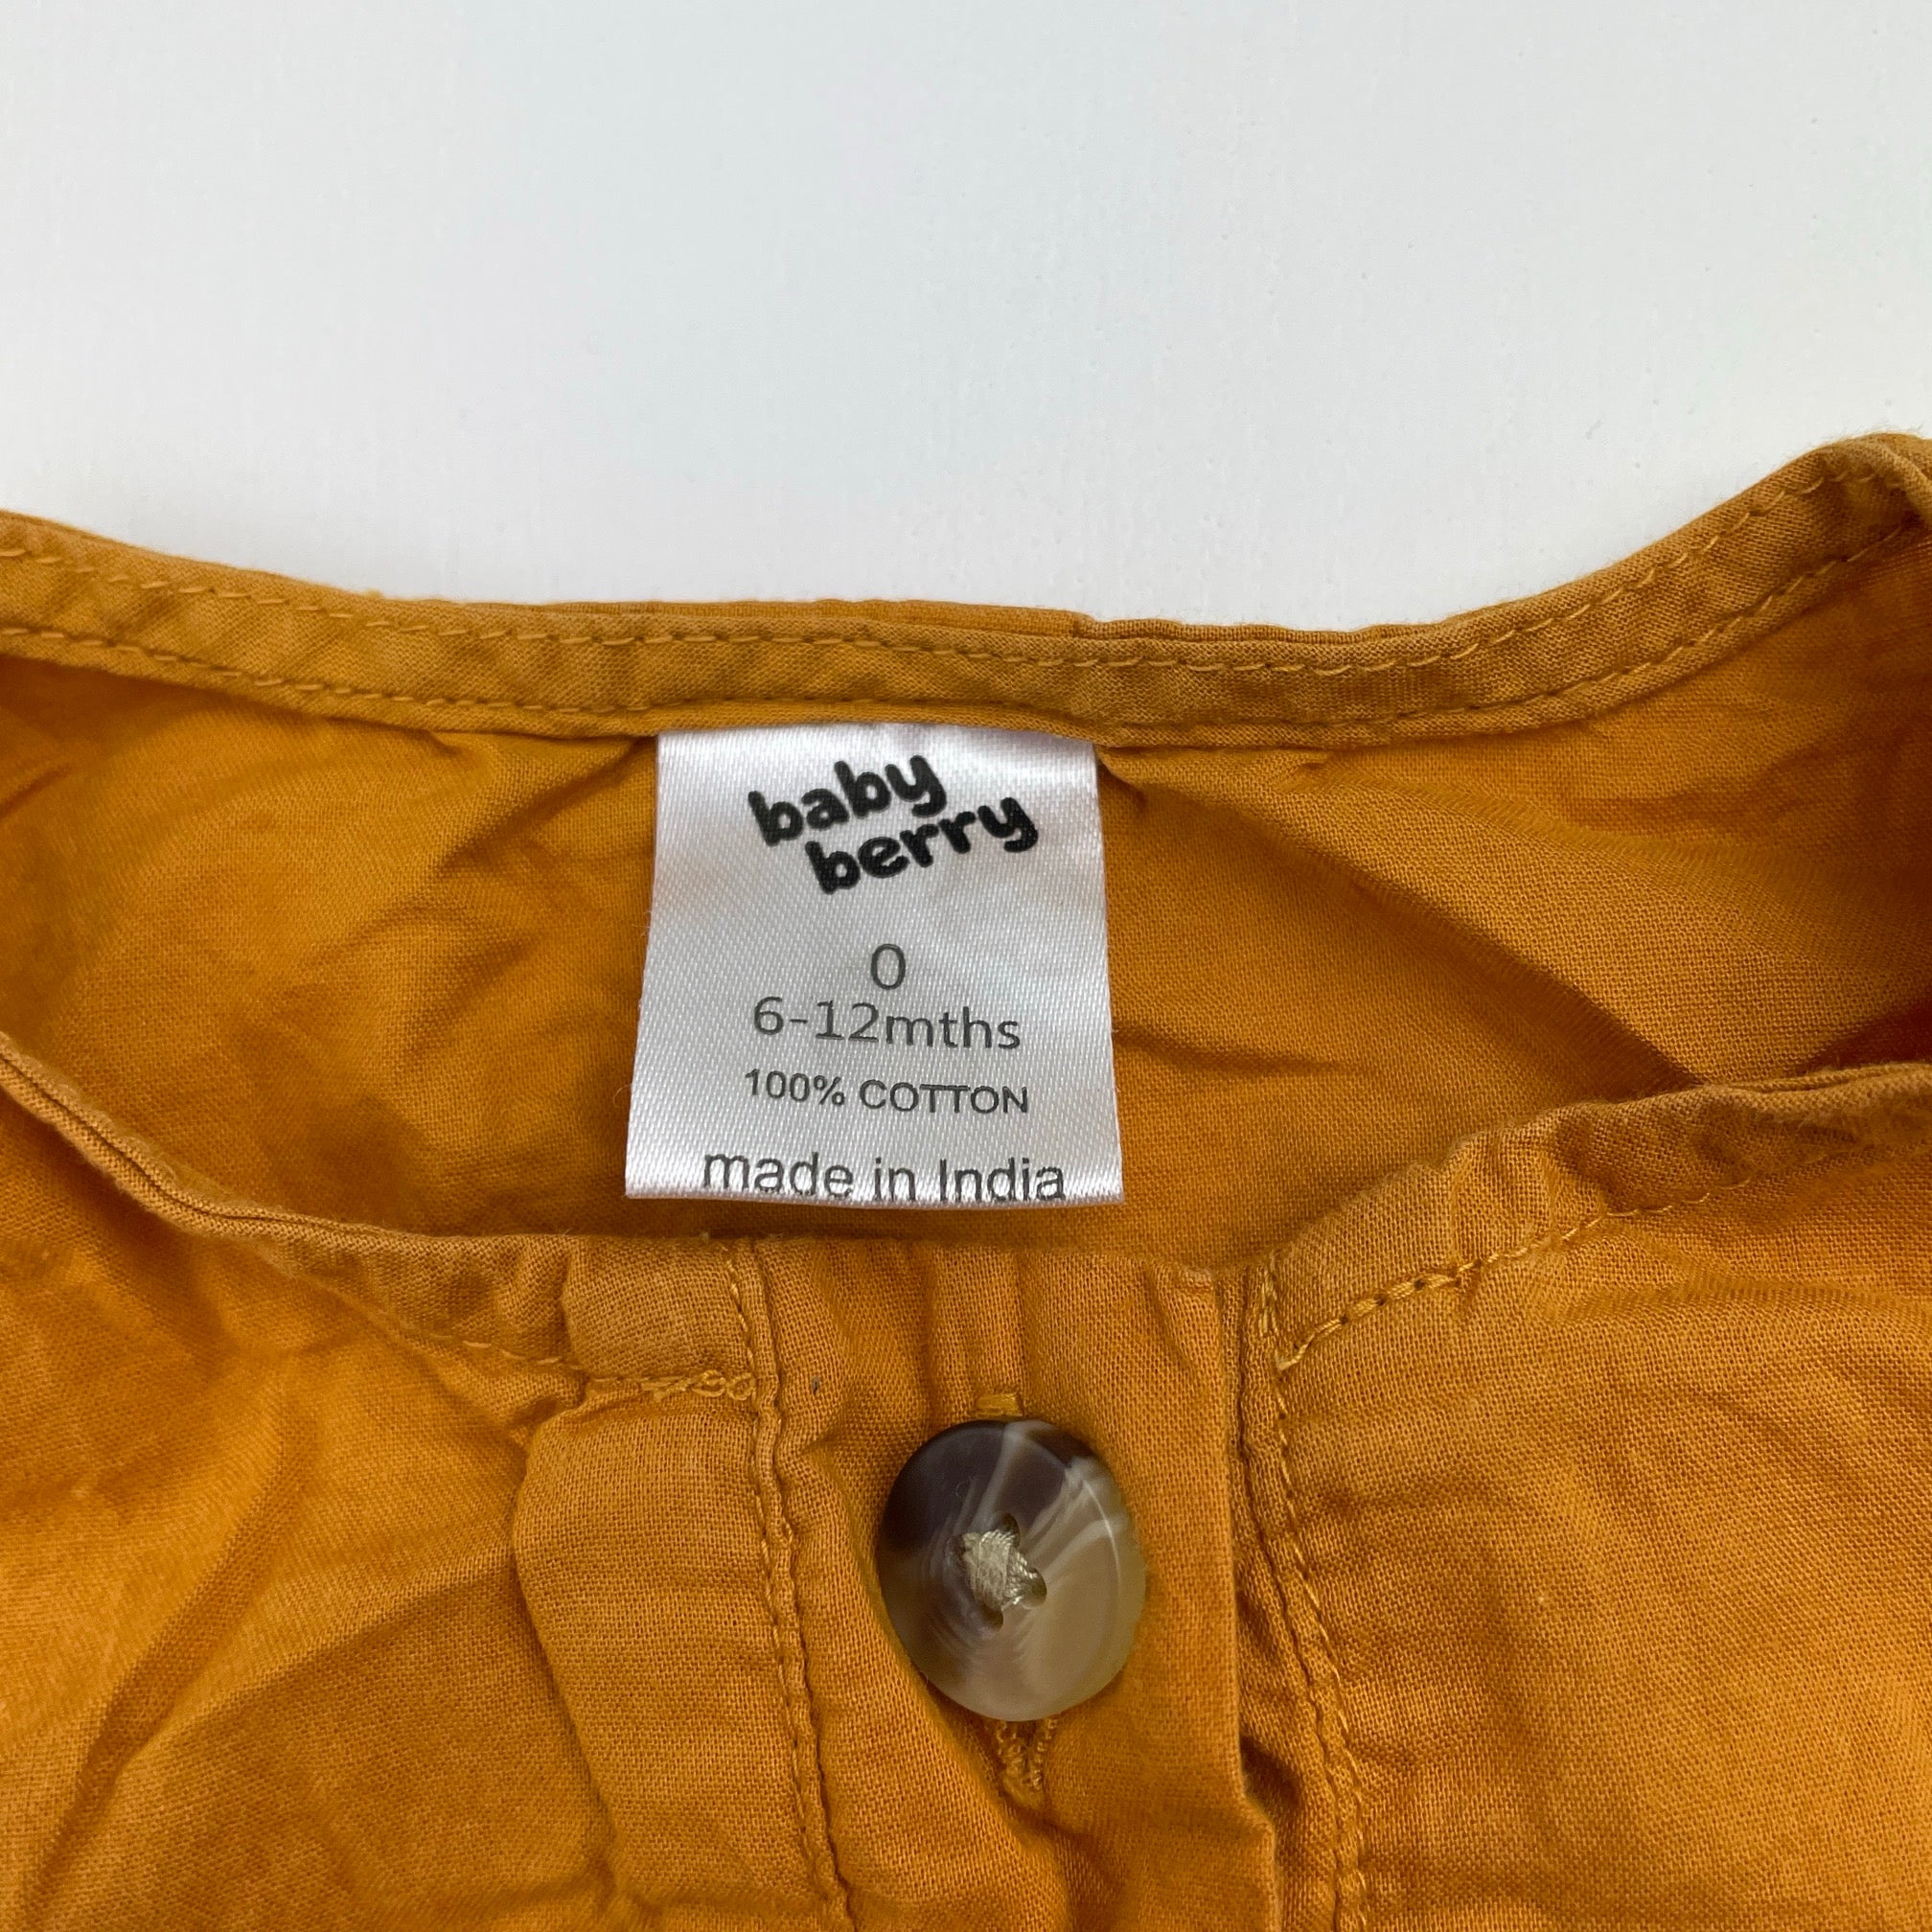 baby
berry
0
6-12mths
100% COTTON
made in India